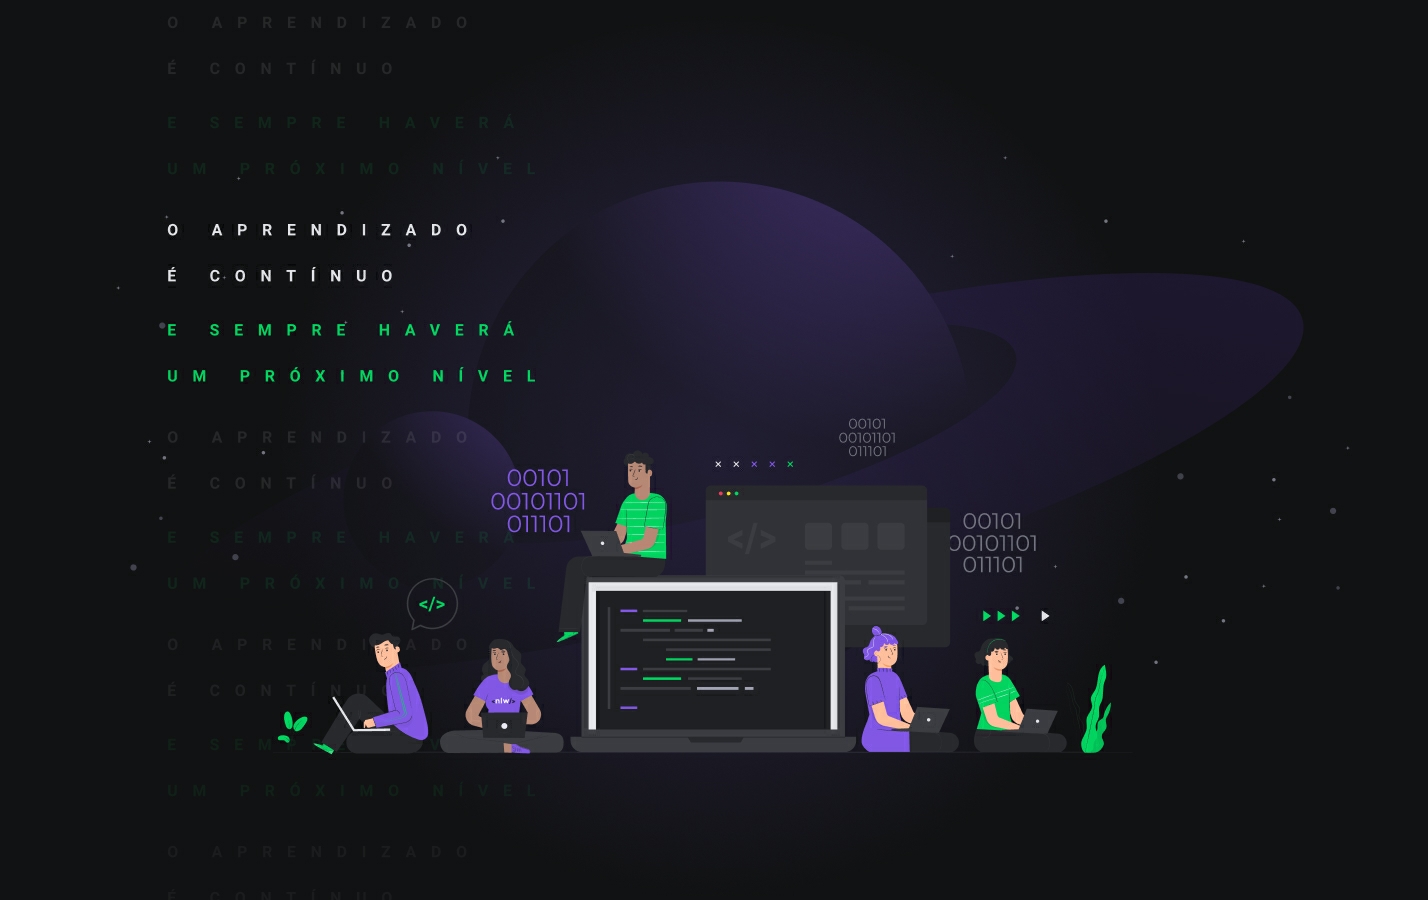 O APRENDIZADO
É CONTÍNUO
E SEMPRE HAVERÁ
UM PRÓXIMO NÍVEL
O APRENDIZADO
É CONTÍNUO
E SEMPRE HAVERÁ
UM PRÓXIMO NÍVEL
O APRENDIZADO
É CONTÍNUO
E SEMPRE HAVERÁ
UM PRÓXIMO NÍVEL
O APRENDIZADO
É CONTÍNUO
UM PRÓXIMO NÍVEL
O APRENDIZADO
É CONTÍNUO
00101
00101101
011101
00101
00101101
011101
00101
00101101
011101
</>
</>